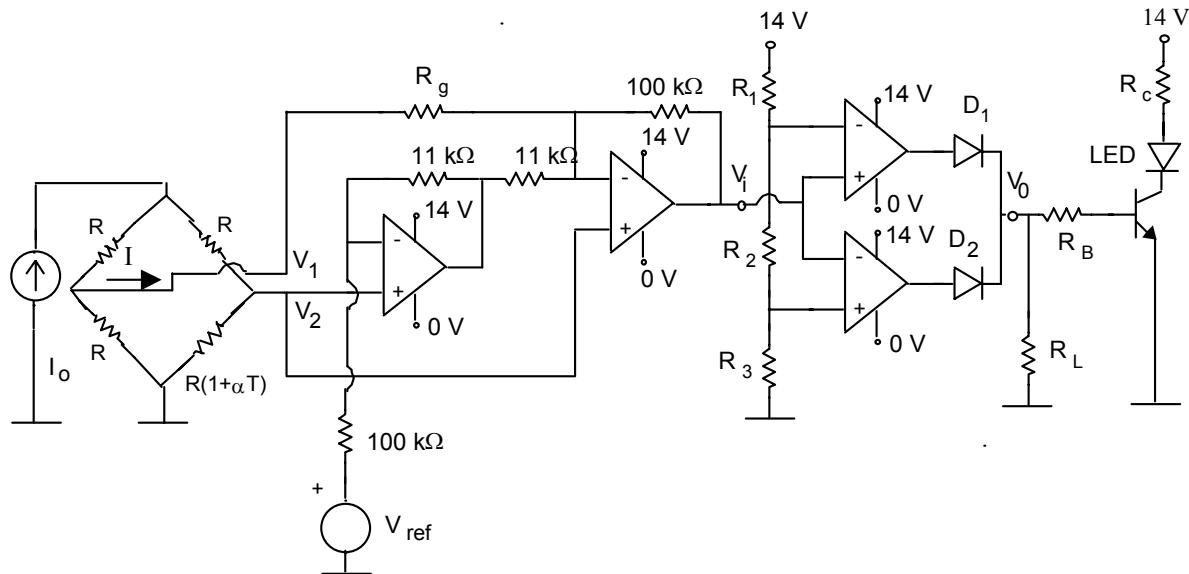 14 V
14 V
R g
100 kΩ
R 1
14 V
D 1
R c
14 V
11 kΩ
11 kΩ
LED
-
+
V i
-
+
0 V
V 0
R
R
I
14 V
-
+
0 V
V 1
V 2
0 V
R 2
14 V
D 2
-
+
0 V
R B
R
R(1+αT)
I o
R 3
R L
100 kΩ
+
V ref